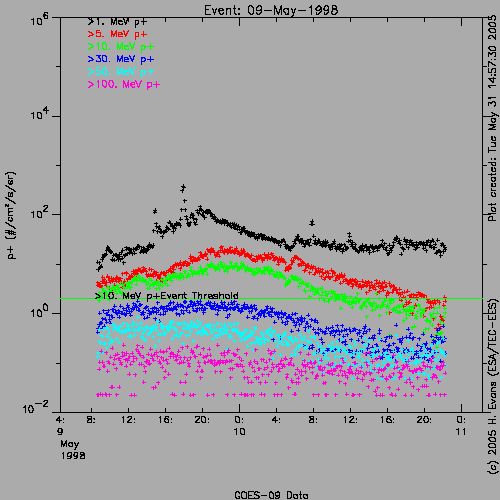 Event: 09-May-1998
>1. MeV p+
>5. MeV p+
>10. MeV p+
>30. MeV p+
>50. MeV p+
>100. MeV p+
>10. MeV p+Event Threshold
p+ (#/cm²/s/sr)
10⁶
10⁴
10²
10⁰
10⁻²
4: 8: 12: 16: 20: 0: 4: 8: 12: 16: 20: 0:
9 10 11
May
1998
GOES-09 Data
Plot created: Tue May 31 14:57:30 2005
(c) 2005 H. Evans (ESA/TEC-EES)